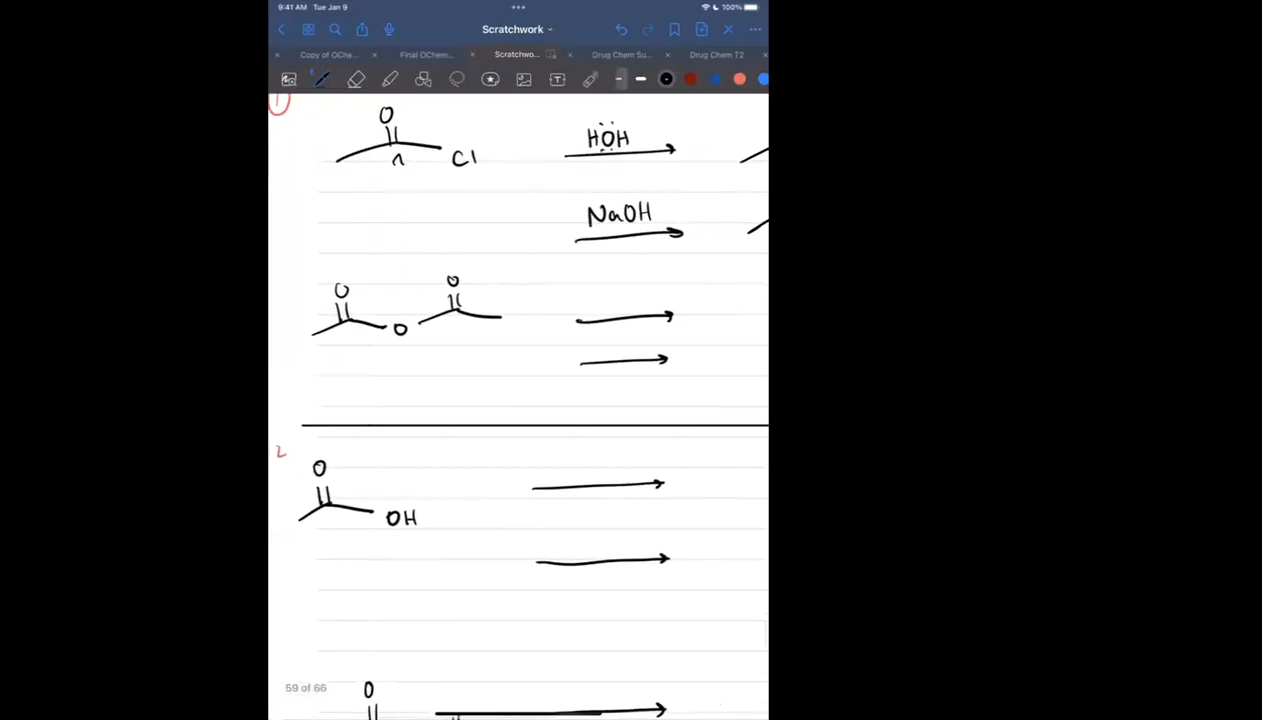 9:41 AM Tue Jan 9
100%
Scratchwork
Copy of OChe...
Final OChem...
Scratchwo...
Drug Chem Su...
Drug Chem T2
1
O
HOH
Cl
NaOH
O O
O
2
O
OH
59 of 66
O